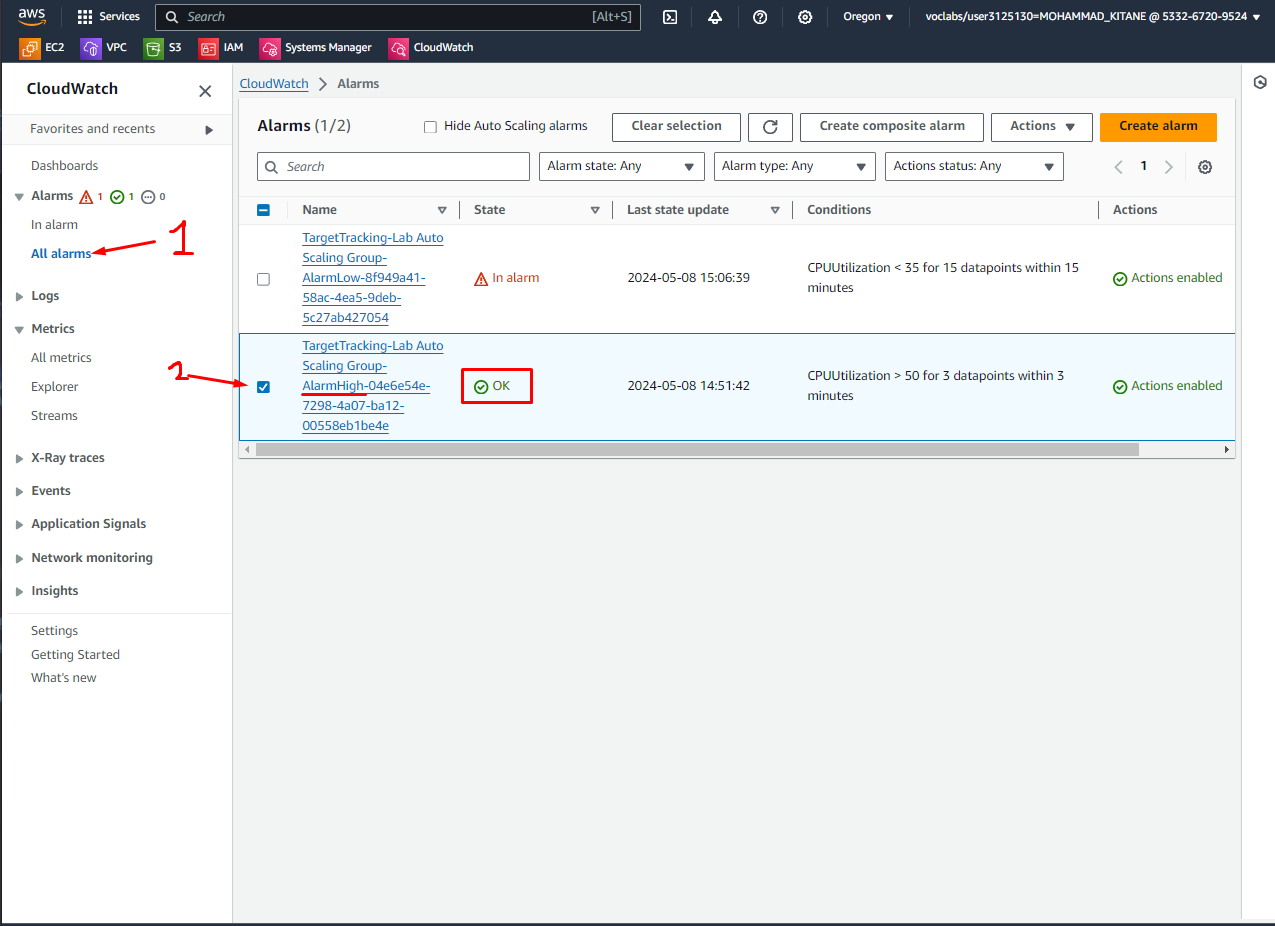 aws
Services
Search
[Alt+S]
Oregon
voclabs/user3125130=MOHAMMAD_KITANE @ 5332-6720-9524
EC2
VPC
S3
IAM
Systems Manager
CloudWatch
CloudWatch
Favorites and recents
Dashboards
Alarms 1 1 0
In alarm
All alarms
1
Logs
Metrics
All metrics
Explorer
Streams
X-Ray traces
Events
Application Signals
Network monitoring
Insights
Settings
Getting Started
What's new
CloudWatch
Alarms
Alarms (1/2)
Hide Auto Scaling alarms
Clear selection
Create composite alarm
Actions
Create alarm
Search
Alarm state: Any
Alarm type: Any
Actions status: Any
1
Name
State
Last state update
Conditions
Actions
TargetTracking-Lab Auto
Scaling Group-
AlarmLow-8f949a41-
58ac-4ea5-9deb-
5c27ab427054
In alarm
2024-05-08 15:06:39
CPUUtilization < 35 for 15 datapoints within 15
minutes
Actions enabled
2
TargetTracking-Lab Auto
Scaling Group-
AlarmHigh-04e6e54e-
7298-4a07-ba12-
00558eb1be4e
OK
2024-05-08 14:51:42
CPUUtilization > 50 for 3 datapoints within 3
minutes
Actions enabled